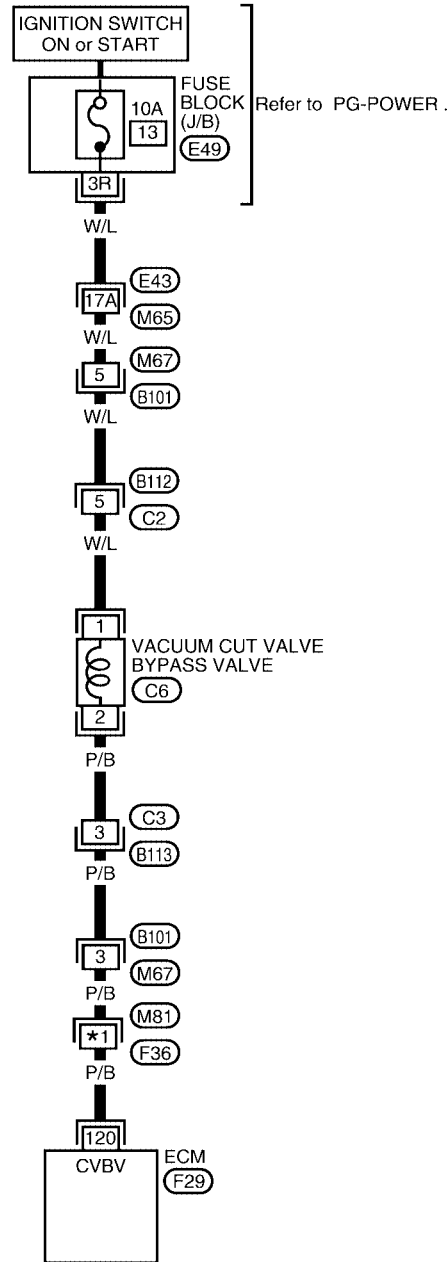 IGNITION SWITCH
ON or START
FUSE
BLOCK
(J/B)
10A
13
E49
Refer to PG-POWER .
3R
W/L
E43
17A
M65
W/L
M67
5
B101
W/L
B112
5
C2
W/L
1
VACUUM CUT VALVE
BYPASS VALVE
C6
2
P/B
C3
3
B113
P/B
B101
3
M67
P/B
M81
*1
F36
P/B
120
CVBV
ECM
F29